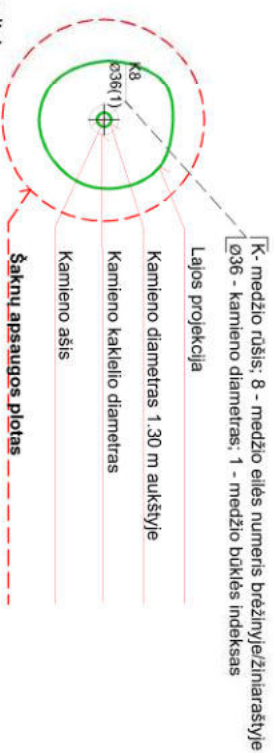 K- medžio rūšis; 8 - medžio eilės numeris brėžinyje/žiniaraštyje
ø36 - kamieno diametras; 1 - medžio būklės indeksas
K8
ø36(1)
Lajos projekcija
Kamieno diametras 1.30 m aukštyje
Kamieno kaklelio diametras
Kamieno ašis
Šaknų apsaugos plotas